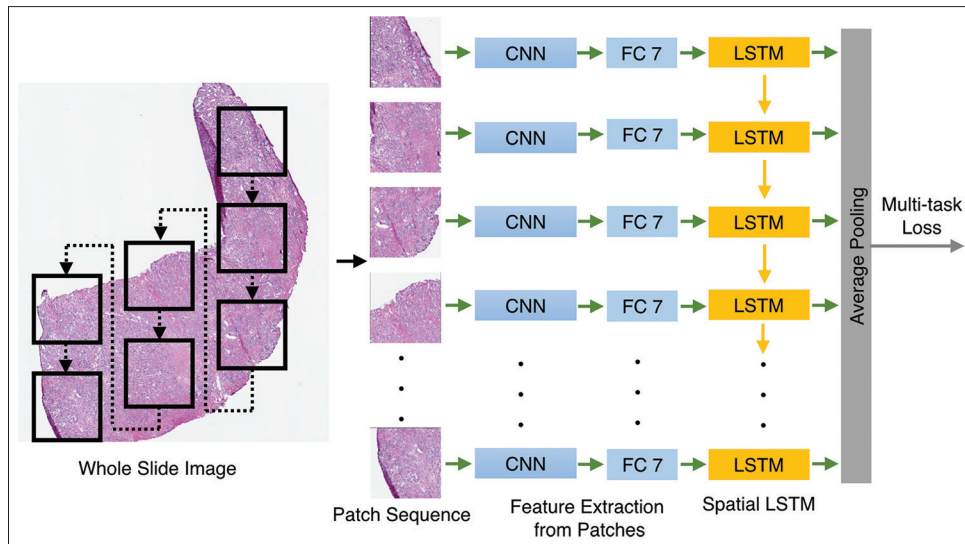 CNN FC 7 LSTM
CNN FC 7 LSTM
CNN FC 7 LSTM
CNN FC 7 LSTM
CNN FC 7 LSTM
Average Pooling
Multi-task
Loss
Whole Slide Image
Patch Sequence
Feature Extraction
from Patches
Spatial LSTM